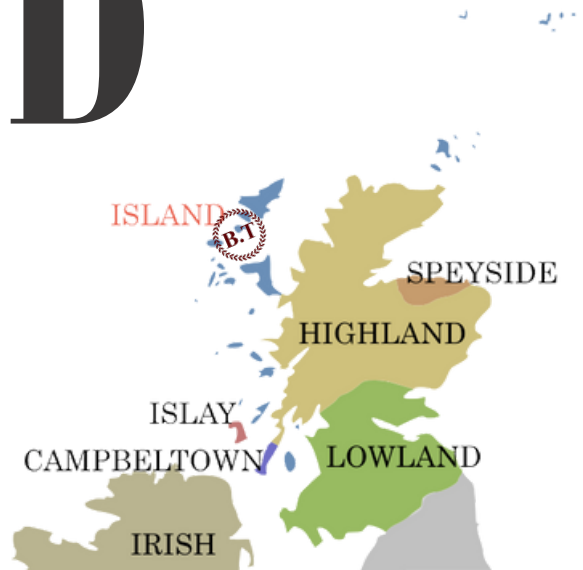 D
ISLAND
B.T
SPEYSIDE
HIGHLAND
ISLAY
CAMPBELTOWN
LOWLAND
IRISH